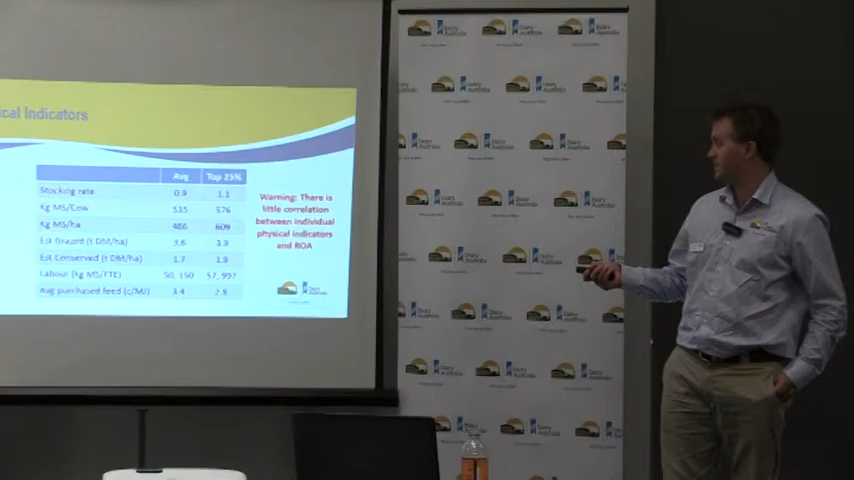 cal Indicators
Avg Top 25%
Stocking rate 0.9 1.1
Kg MS/Cow 535 576
Kg MS/ha 486 609
Est Grazed (t DM/ha) 3.6 3.9
Est Conserved (t DM/ha) 1.7 1.9
Labour (kg MS/FTE) 50, 150 57, 997
Avg purchased feed (c/MJ) 3.4 2.8
Warning: There is
little correlation
between individual
physical indicators
and ROA
Dairy
Australia